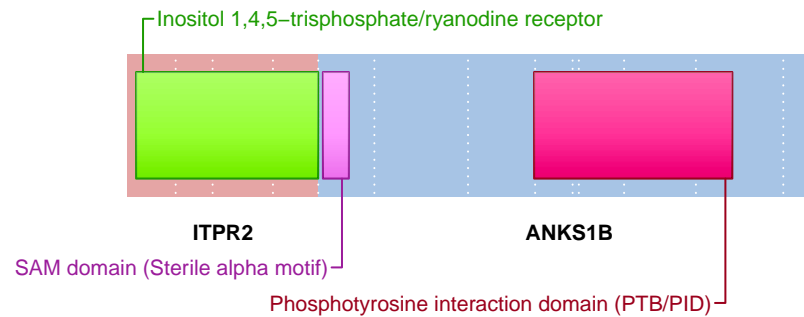 Inositol 1,4,5−trisphosphate/ryanodine receptor
ITPR2
ANKS1B
SAM domain (Sterile alpha motif)
Phosphotyrosine interaction domain (PTB/PID)